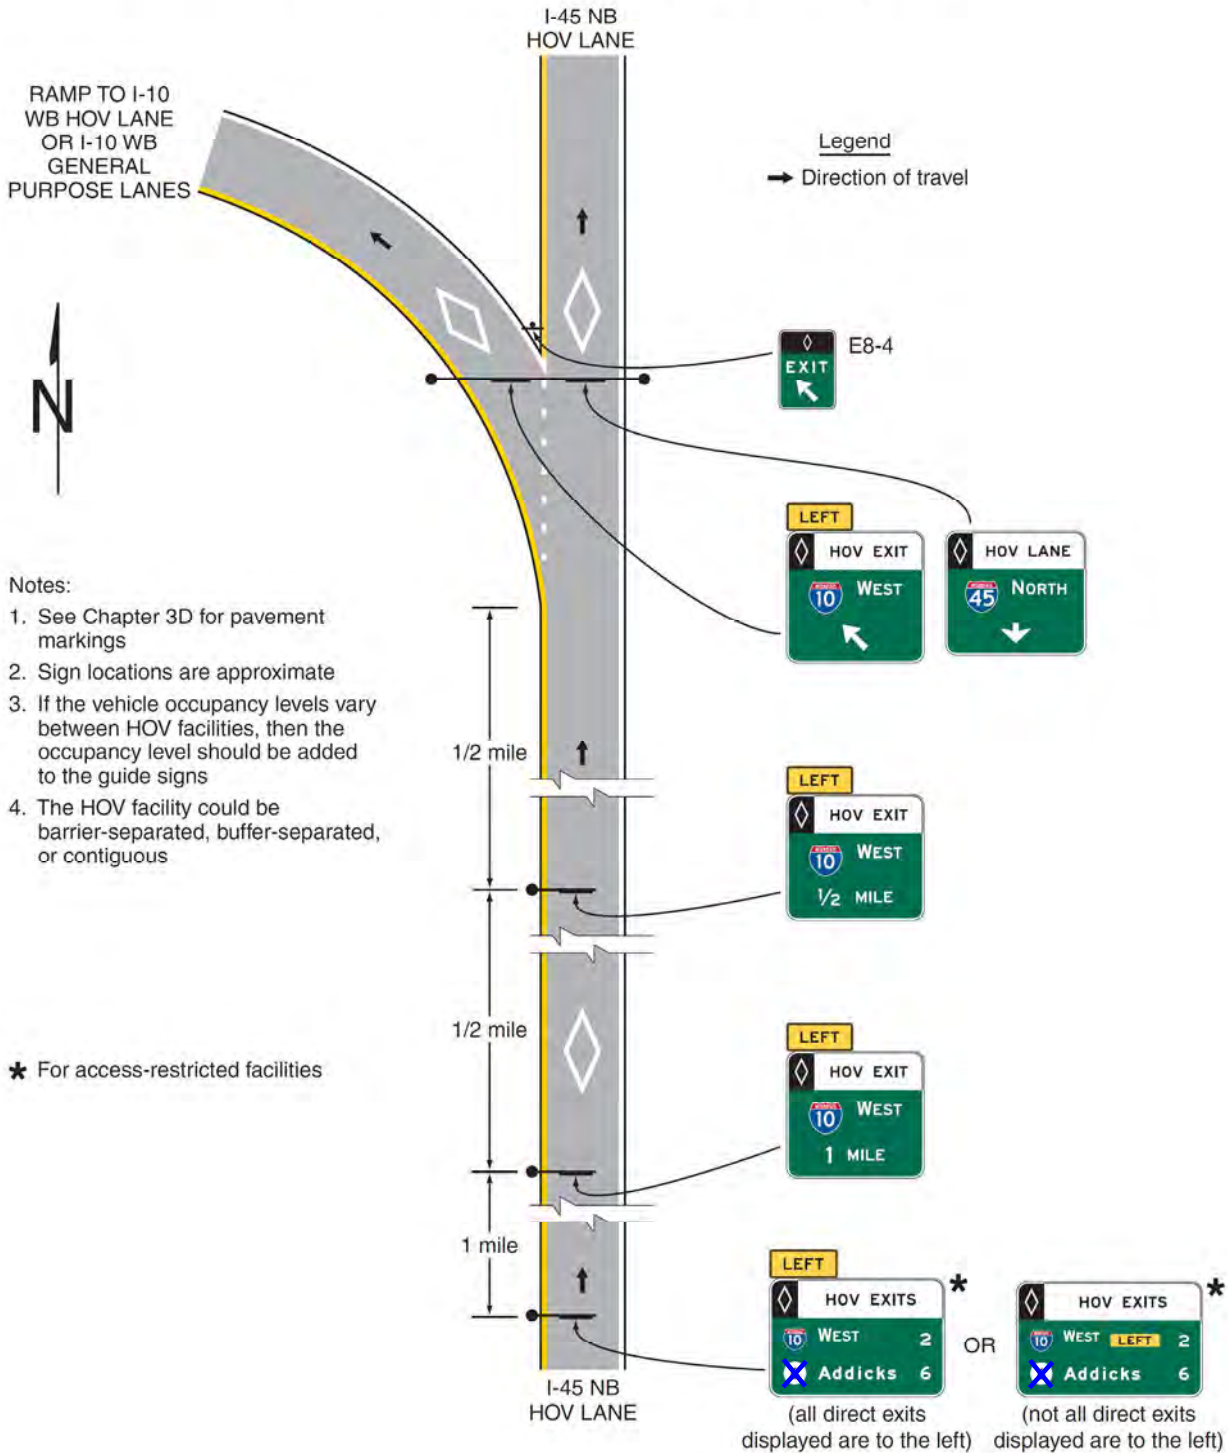 I-45 NB
HOV LANE
RAMP TO I-10
WB HOV LANE
OR I-10 WB
GENERAL
PURPOSE LANES
Legend
Direction of travel
N
E8-4
EXIT
LEFT
HOV EXIT
10 WEST
HOV LANE
45 NORTH
Notes:
1. See Chapter 3D for pavement
markings
2. Sign locations are approximate
3. If the vehicle occupancy levels vary
between HOV facilities, then the
occupancy level should be added
to the guide signs
4. The HOV facility could be
barrier-separated, buffer-separated,
or contiguous
1/2 mile
LEFT
HOV EXIT
10 WEST
1/2 MILE
1/2 mile
* For access-restricted facilities
LEFT
HOV EXIT
10 WEST
1 MILE
1 mile
LEFT
HOV EXITS *
10 WEST 2
Addicks 6
OR
HOV EXITS *
10 WEST LEFT 2
Addicks 6
I-45 NB
HOV LANE
(all direct exits
displayed are to the left)
(not all direct exits
displayed are to the left)